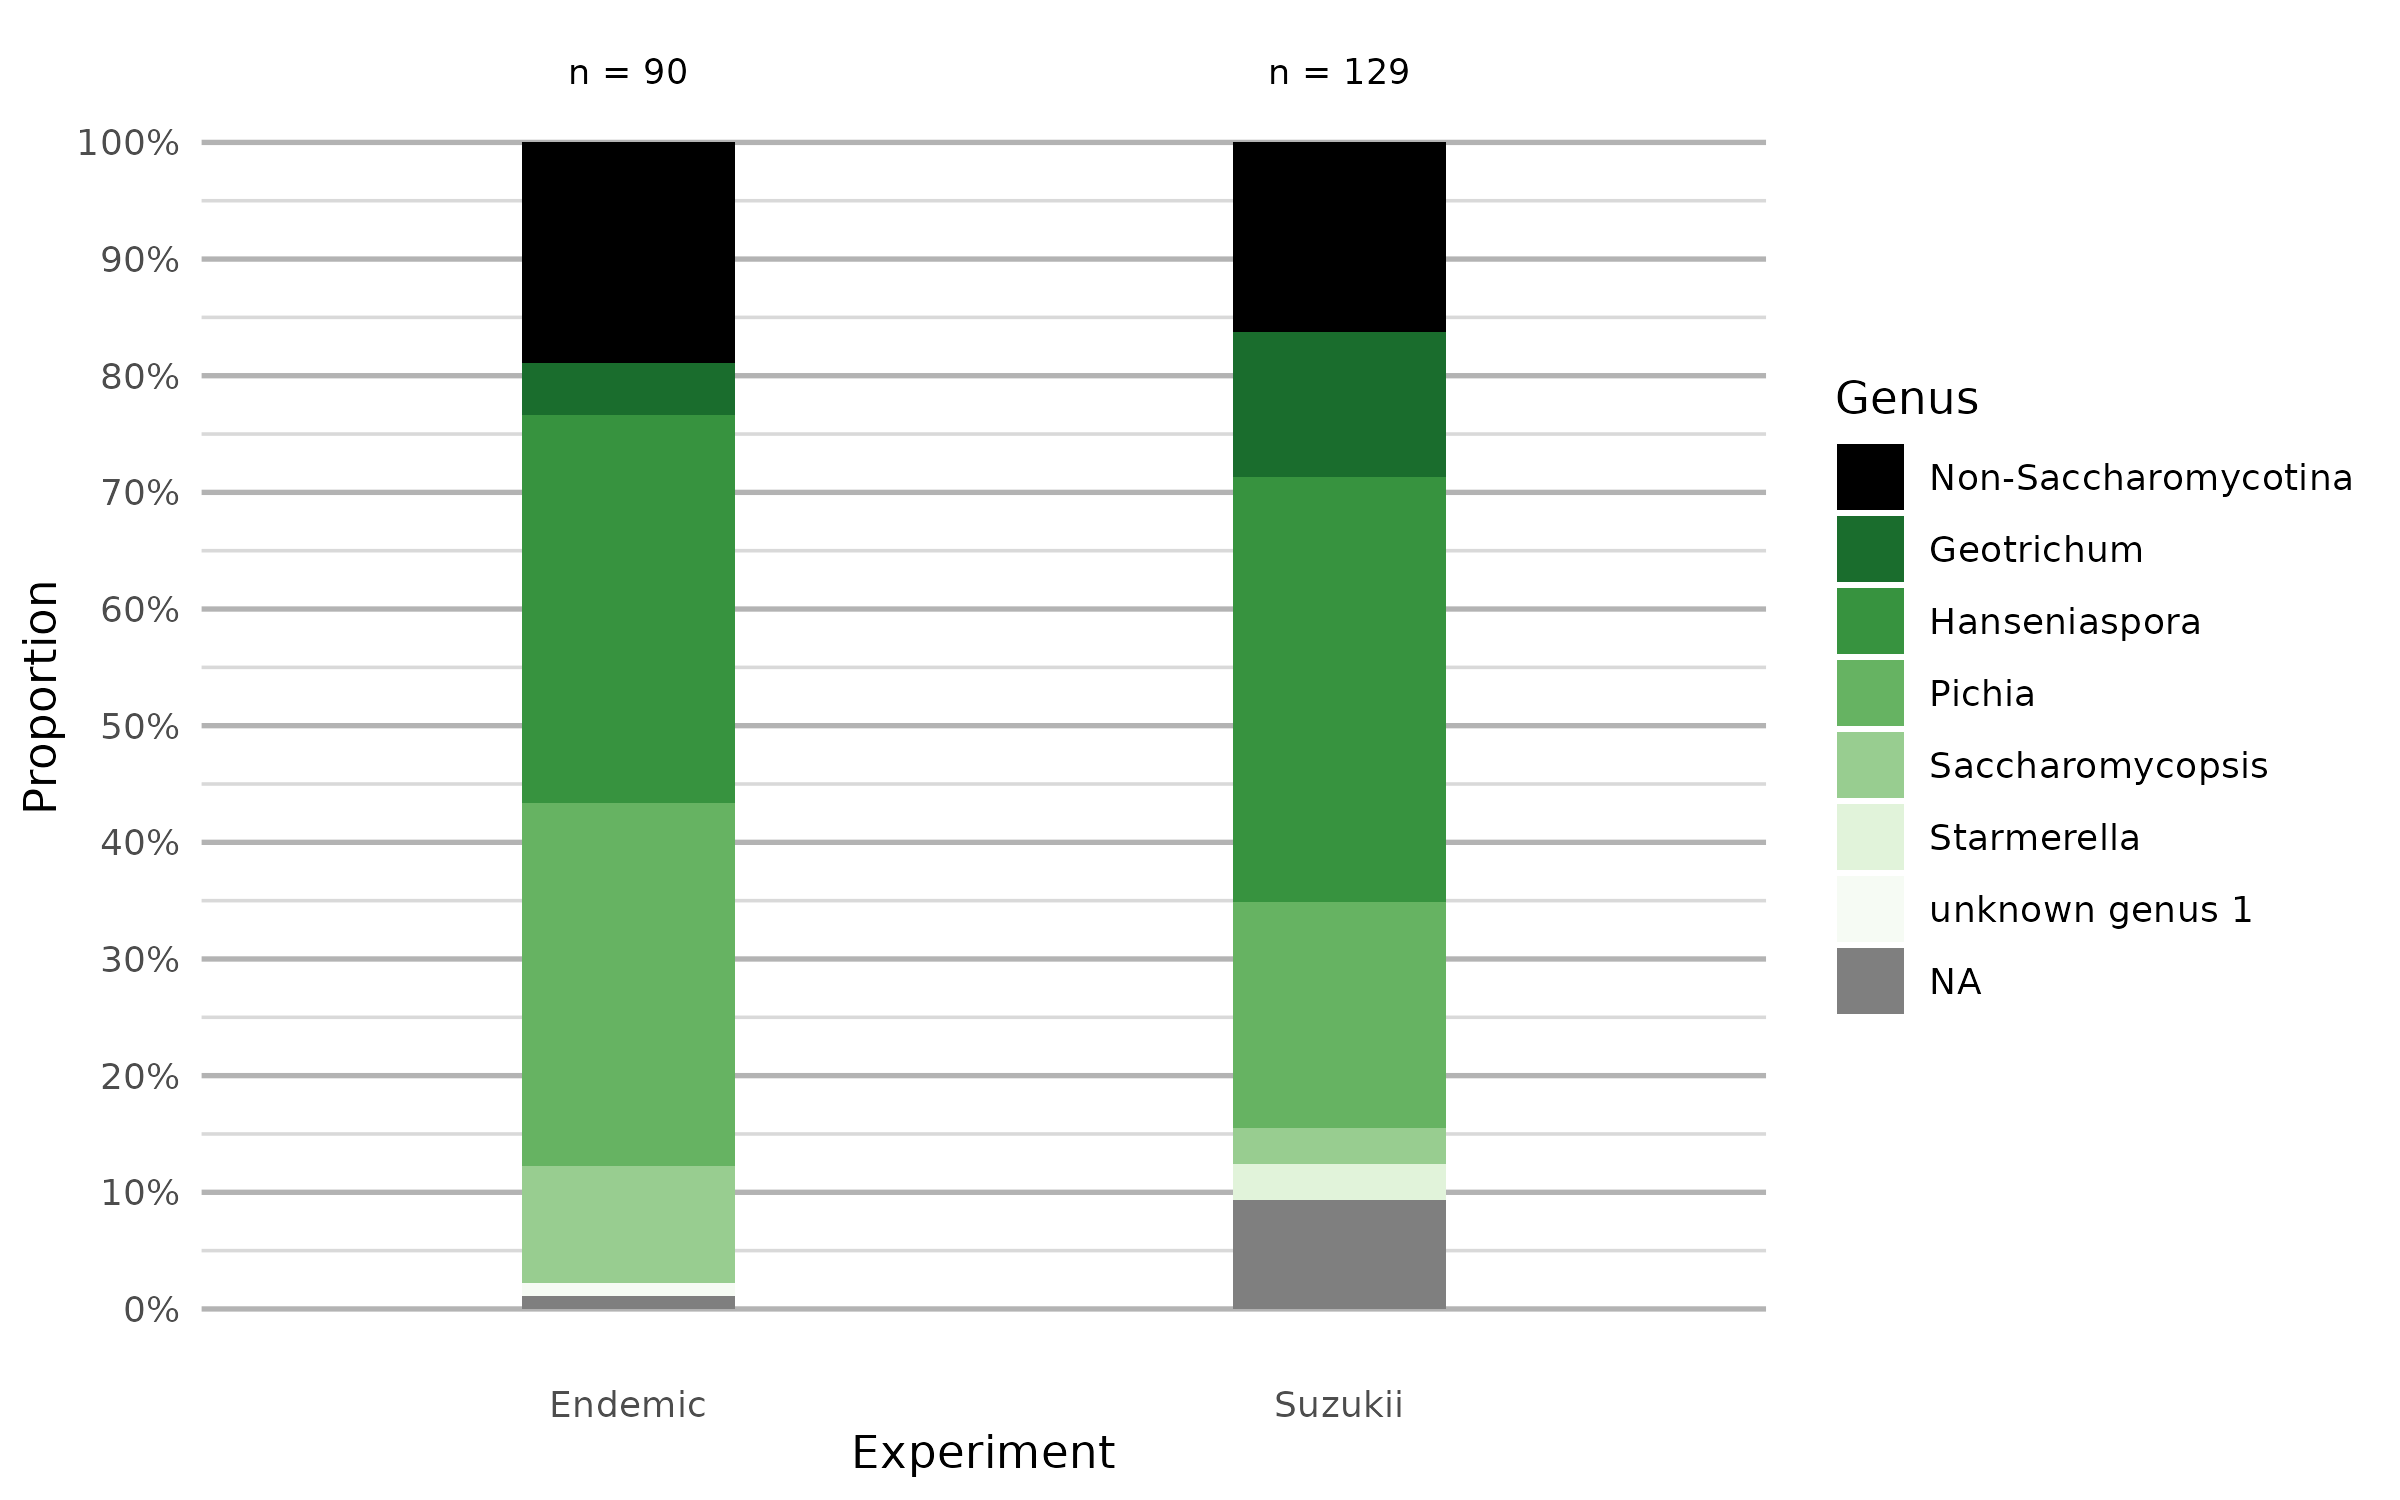 n = 90
n = 129
100%
90%
80%
70%
60%
50%
40%
30%
20%
10%
0%
Proportion
Endemic
Suzukii
Experiment
Genus
Non-Saccharomycotina
Geotrichum
Hanseniaspora
Pichia
Saccharomycopsis
Starmerella
unknown genus 1
NA